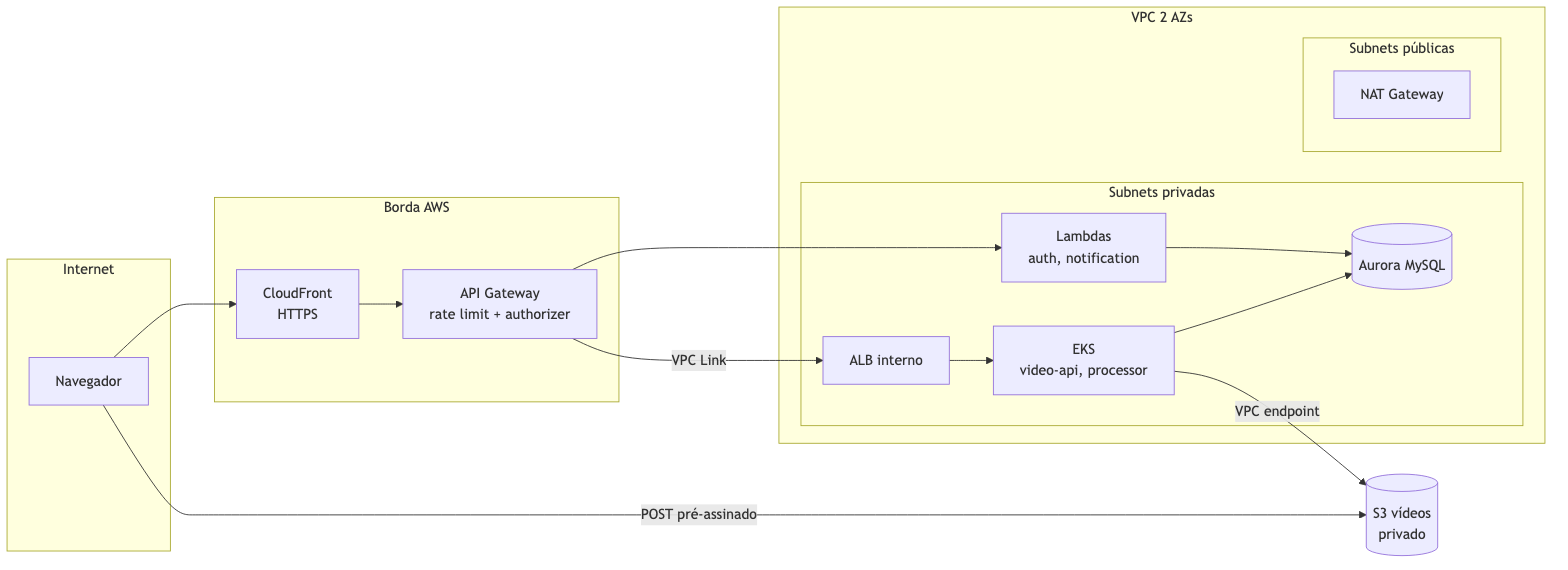 VPC 2 AZs
Subnets públicas
NAT Gateway
Subnets privadas
Borda AWS
Lambdas
auth, notification
Aurora MySQL
Internet
CloudFront
HTTPS
API Gateway
rate limit + authorizer
VPC Link
ALB interno
EKS
video-api, processor
Navegador
VPC endpoint
POST pré-assinado
S3 vídeos
privado